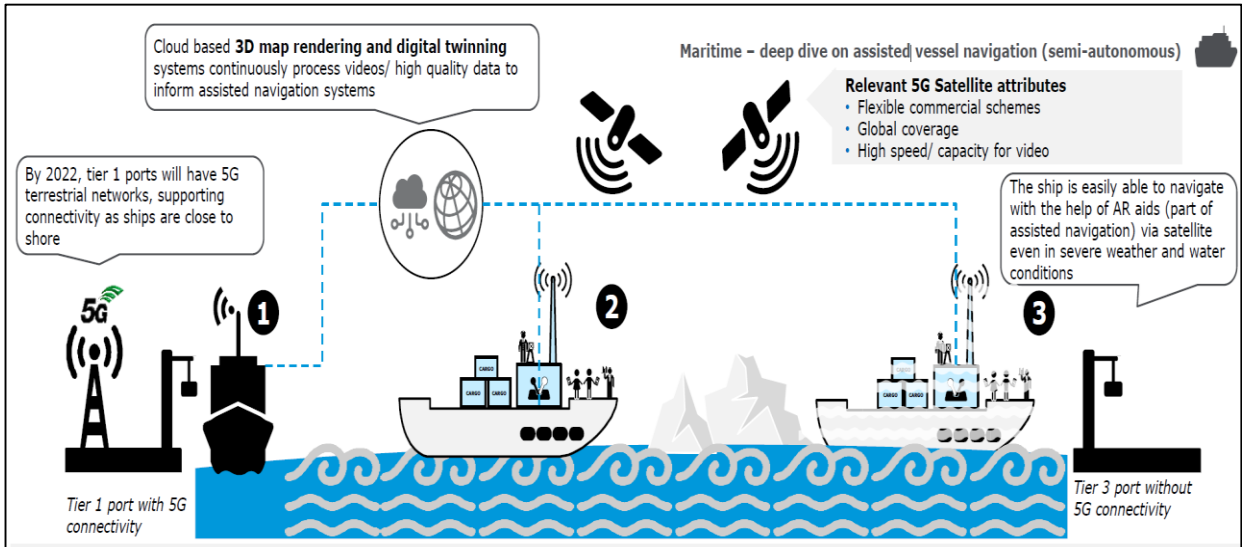 Cloud based 3D map rendering and digital twinning
systems continuously process videos/ high quality data to
inform assisted navigation systems
Maritime – deep dive on assisted vessel navigation (semi-autonomous)
Relevant 5G Satellite attributes
• Flexible commercial schemes
• Global coverage
• High speed/ capacity for video
By 2022, tier 1 ports will have 5G
terrestrial networks, supporting
connectivity as ships are close to
shore
The ship is easily able to navigate
with the help of AR aids (part of
assisted navigation) via satellite
even in severe weather and water
conditions
5G
1
2
3
CARGO
CARGO CARGO
CARGO
CARGO CARGO
Tier 1 port with 5G
connectivity
Tier 3 port without
5G connectivity